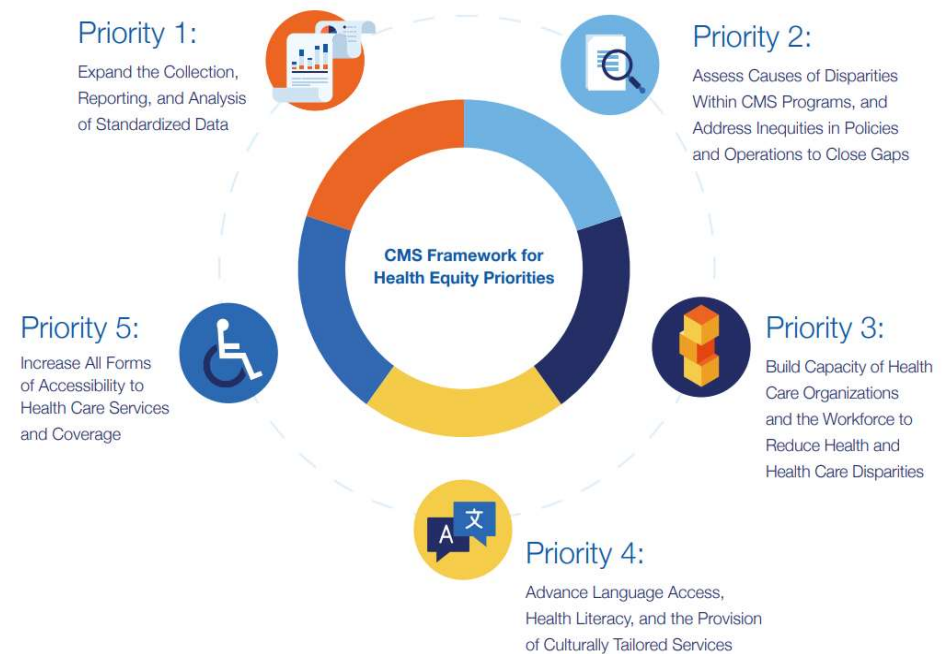 Priority 1:
Expand the Collection,
Reporting, and Analysis
of Standardized Data
Priority 2:
Assess Causes of Disparities
Within CMS Programs, and
Address Inequities in Policies
and Operations to Close Gaps
CMS Framework for
Health Equity Priorities
Priority 3:
Build Capacity of Health
Care Organizations
and the Workforce to
Reduce Health and
Health Care Disparities
A
文
Priority 4:
Advance Language Access,
Health Literacy, and the Provision
of Culturally Tailored Services
Priority 5:
Increase All Forms
of Accessibility to
Health Care Services
and Coverage